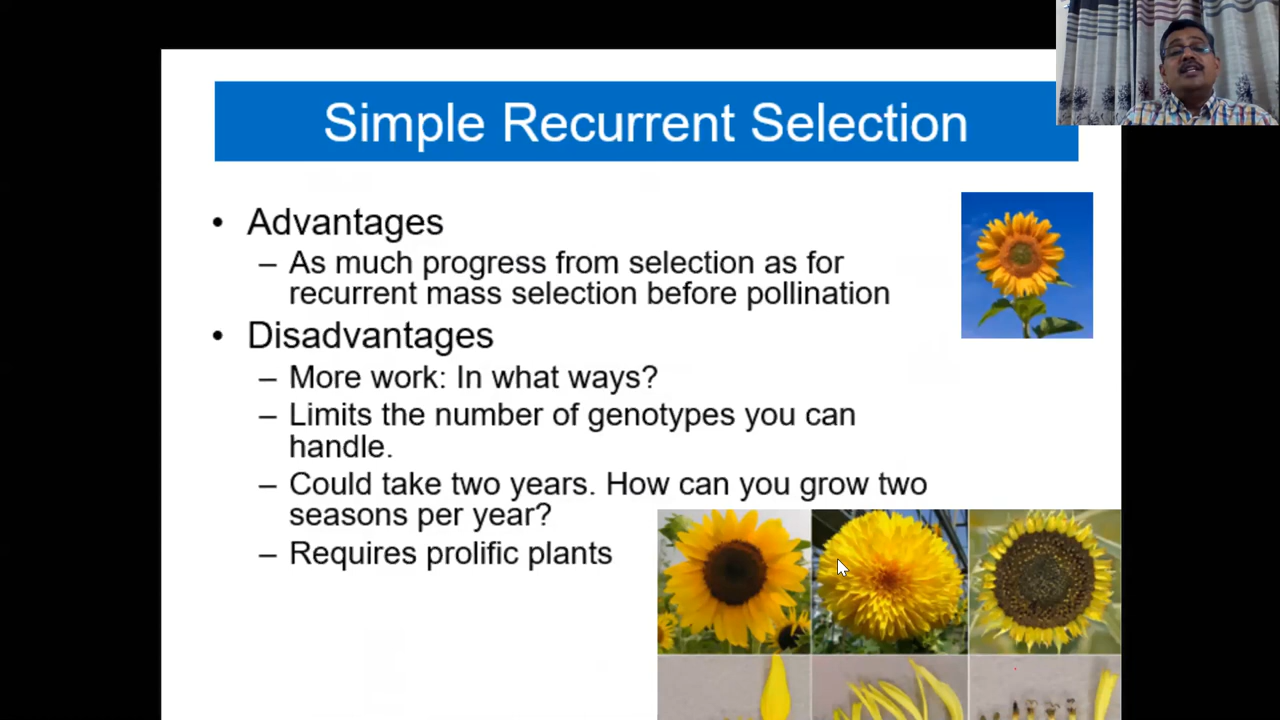 Simple Recurrent Selection
• Advantages
– As much progress from selection as for
recurrent mass selection before pollination
• Disadvantages
– More work: In what ways?
– Limits the number of genotypes you can
handle.
– Could take two years. How can you grow two
seasons per year?
– Requires prolific plants